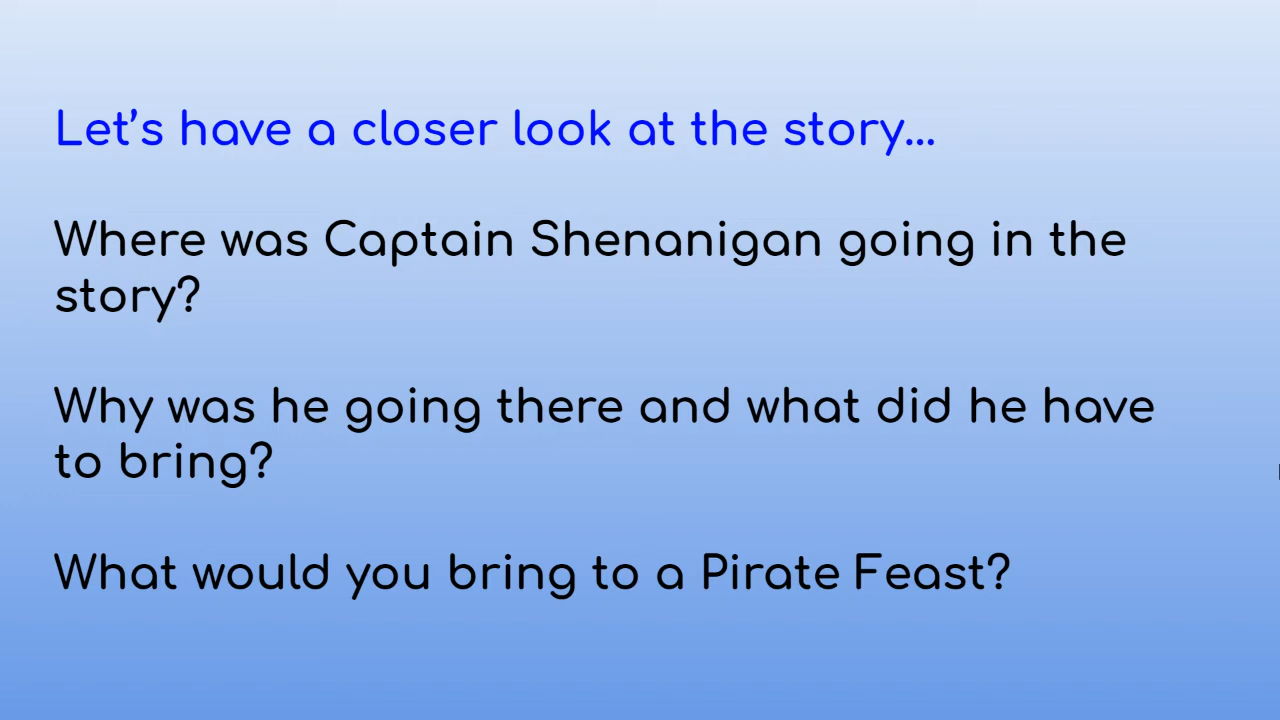 Let’s have a closer look at the story...
Where was Captain Shenanigan going in the
story?
Why was he going there and what did he have
to bring?
What would you bring to a Pirate Feast?